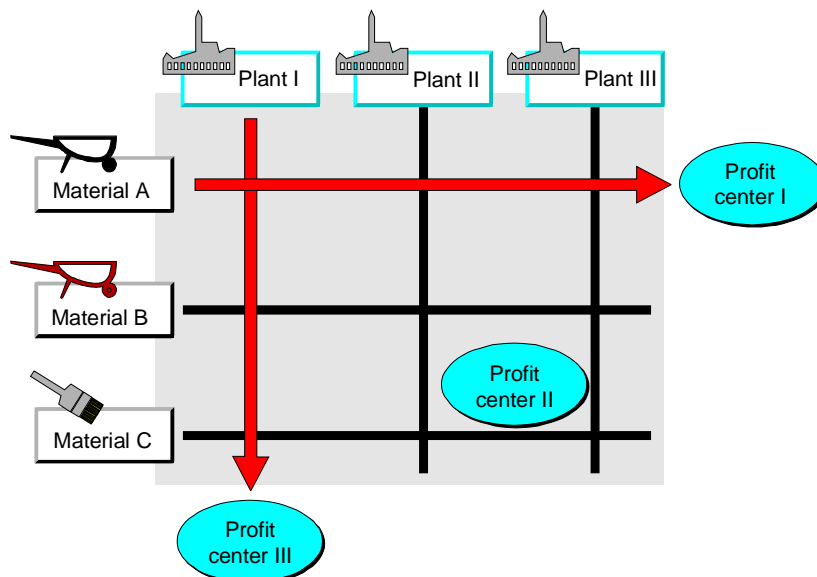 Plant I
Plant II
Plant III
Material A
Profit
center I
Material B
Profit
center II
Material C
Profit
center III